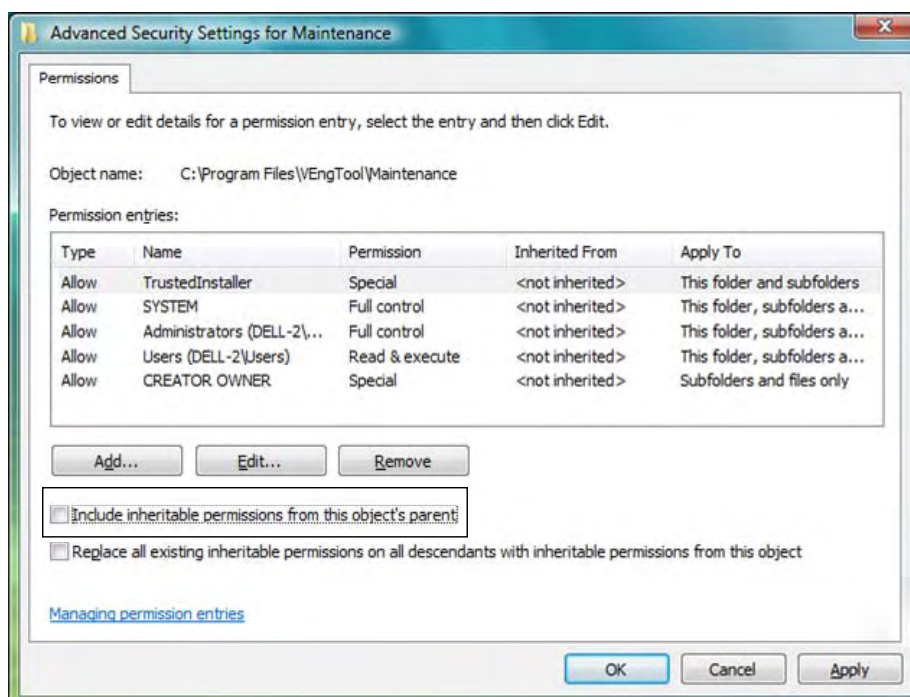 Advanced Security Settings for Maintenance
Permissions
To view or edit details for a permission entry, select the entry and then click Edit.
Object name: C:\Program Files\VEngTool\Maintenance
Permission entries:
Type Name Permission Inherited From Apply To
Allow TrustedInstaller Special <not inherited> This folder and subfolders
Allow SYSTEM Full control <not inherited> This folder, subfolders a...
Allow Administrators (DELL-2\... Full control <not inherited> This folder, subfolders a...
Allow Users (DELL-2\Users) Read & execute <not inherited> This folder, subfolders a...
Allow CREATOR OWNER Special <not inherited> Subfolders and files only
Add... Edit... Remove
Include inheritable permissions from this object's parent
Replace all existing inheritable permissions on all descendants with inheritable permissions from this object
Managing permission entries
OK Cancel Apply